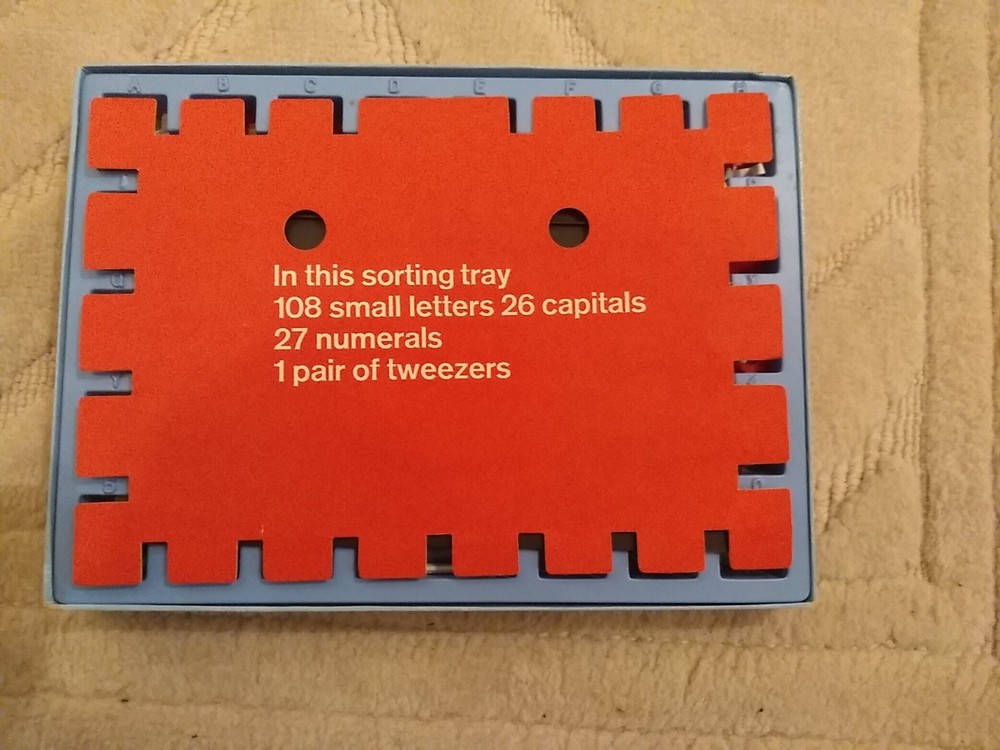 A B C D E F G H
In this sorting tray
108 small letters 26 capitals
27 numerals
1 pair of tweezers